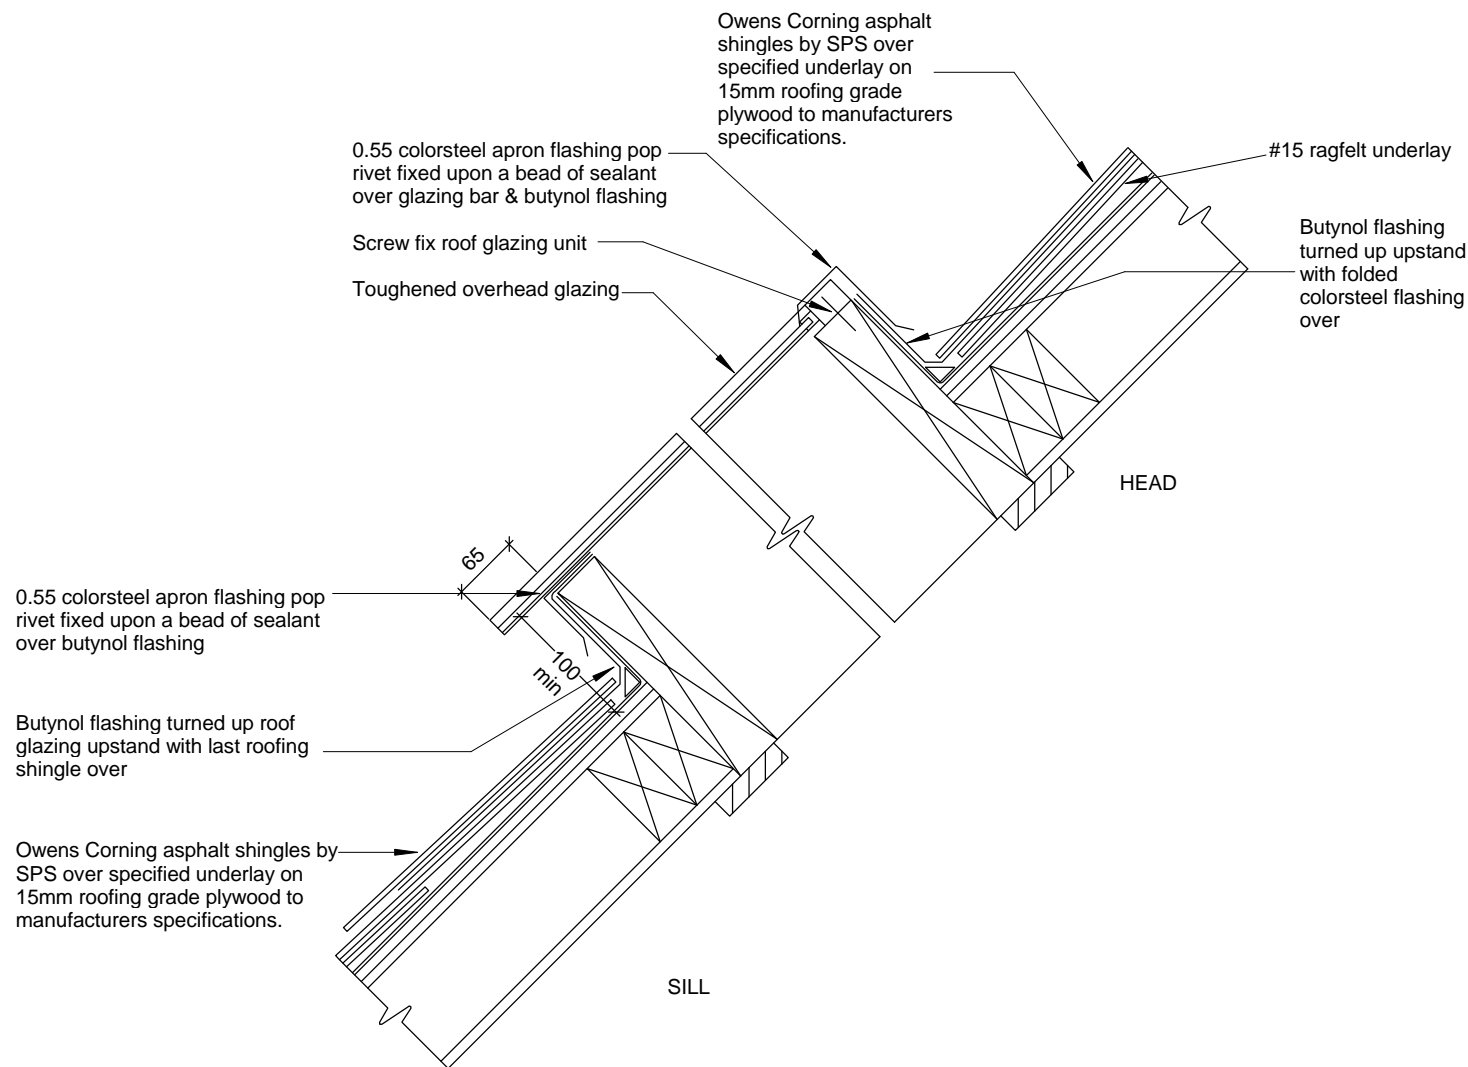 Owens Corning asphalt
shingles by SPS over
specified underlay on
15mm roofing grade
plywood to manufacturers
specifications.
0.55 colorsteel apron flashing pop
rivet fixed upon a bead of sealant
over glazing bar & butynol flashing
#15 ragfelt underlay
Screw fix roof glazing unit
Toughened overhead glazing
Butynol flashing
turned up upstand
with folded
colorsteel flashing
over
HEAD
65
0.55 colorsteel apron flashing pop
rivet fixed upon a bead of sealant
over butynol flashing
100
min
Butynol flashing turned up roof
glazing upstand with last roofing
shingle over
Owens Corning asphalt shingles by
SPS over specified underlay on
15mm roofing grade plywood to
manufacturers specifications.
SILL